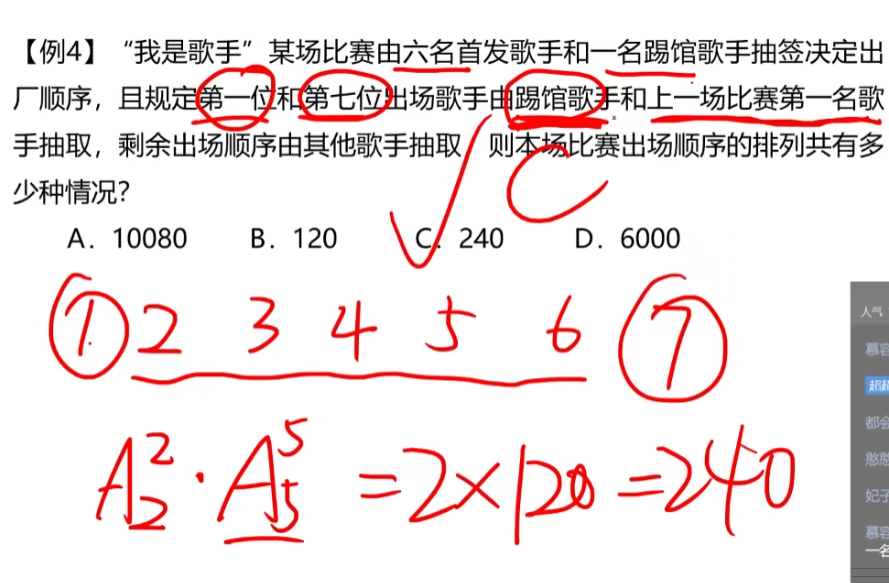 【例4】“我是歌手”某场比赛由六名首发歌手和一名踢馆歌手抽签决定出
厂顺序，且规定第一位和第七位出场歌手由踢馆歌手和上一场比赛第一名歌
手抽取，剩余出场顺序由其他歌手抽取 则本场比赛出场顺序的排列共有多
少种情况？
C
A. 10080 B. 120 C. 240 D. 6000
① 2 3 4 5 6 ⑦
A₂² · A₅⁵ = 2×120 = 240
人气
慕容
超超
都会
憨憨
妃子
慕容
一名